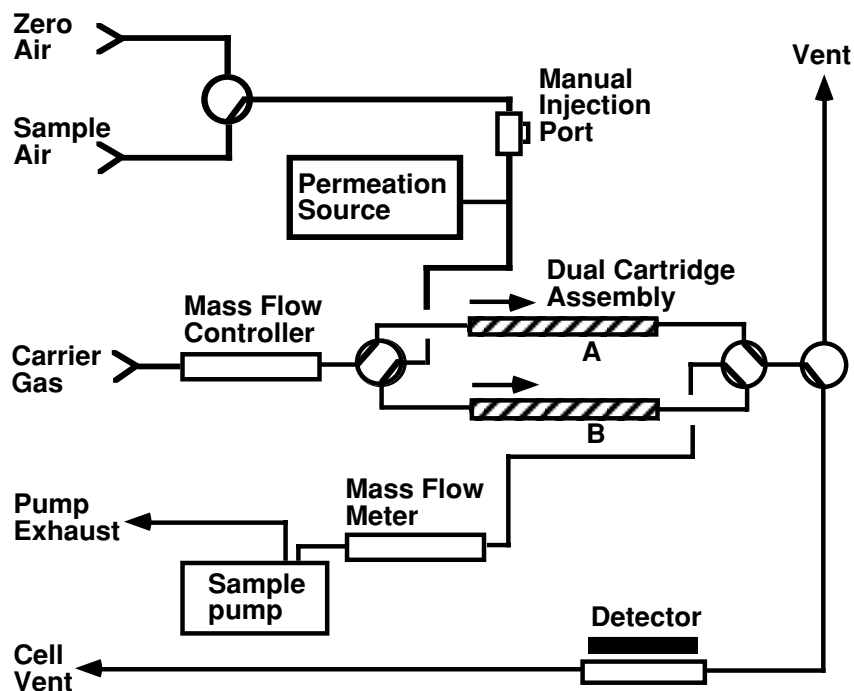 Zero
Air
Vent
Manual
Injection
Port
Sample
Air
Permeation
Source
Dual Cartridge
Assembly
Mass Flow
Controller
Carrier
Gas
A
B
Mass Flow
Meter
Pump
Exhaust
Sample
pump
Detector
Cell
Vent